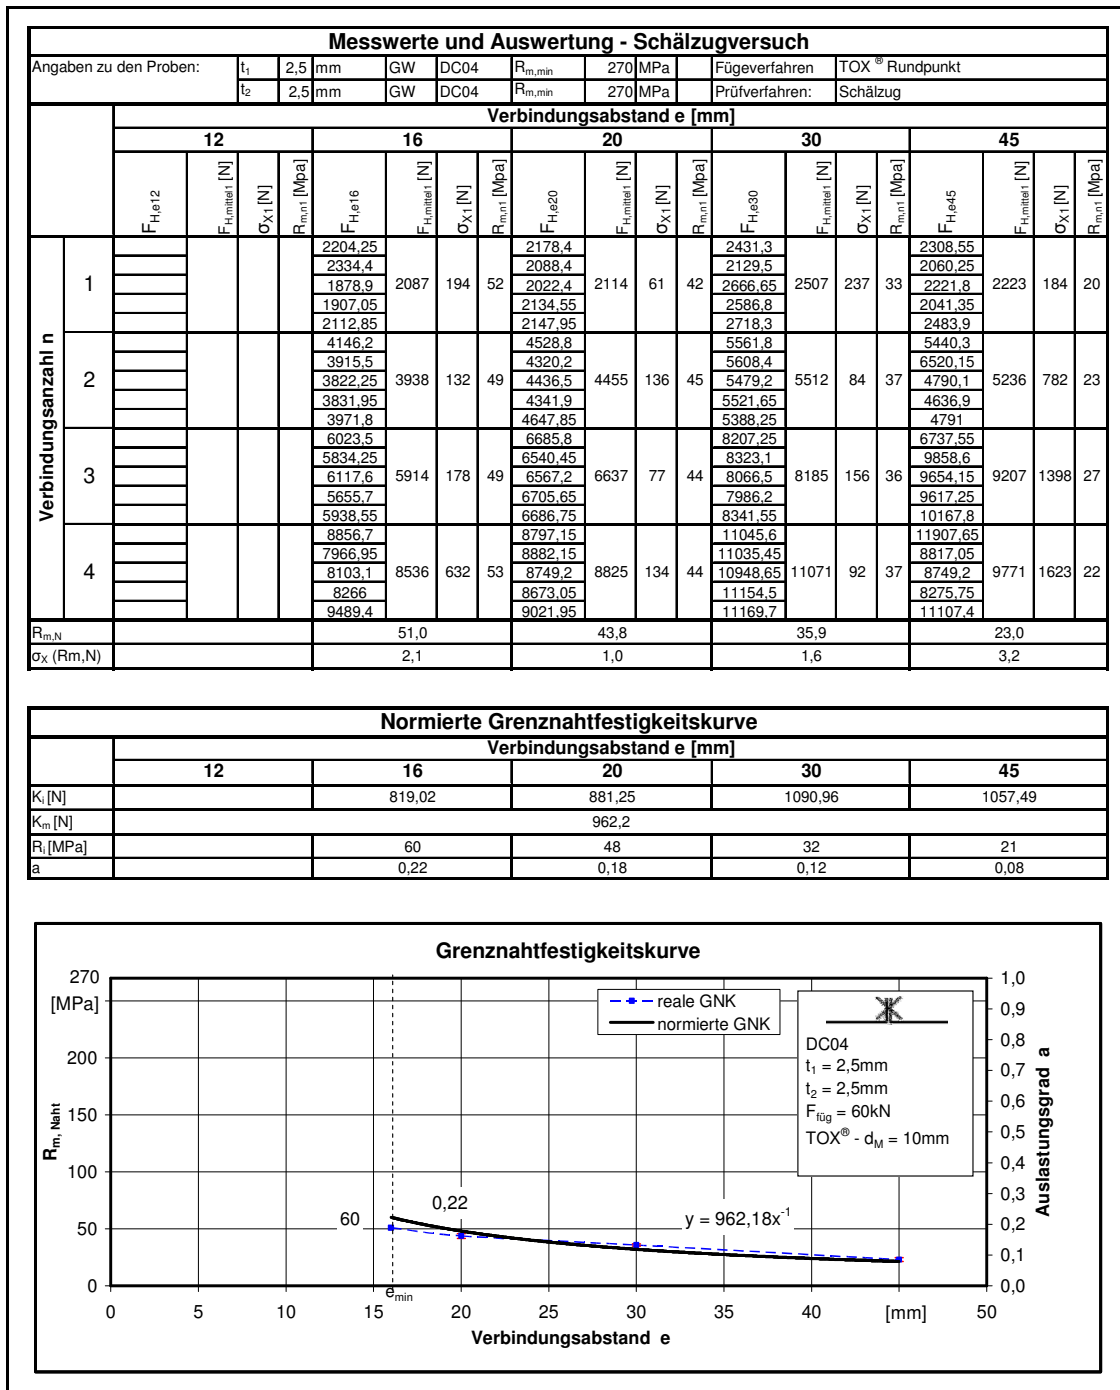 Messwerte und Auswertung - Schälzugversuch
Angaben zu den Proben: t₁ 2,5 mm GW DC04 Rm,min 270 MPa Fügeverfahren TOX ® Rundpunkt
t₂ 2,5 mm GW DC04 Rm,min 270 MPa Prüfverfahren: Schälzug
Verbindungsabstand e [mm]
12 16 20 30 45
F H,e12 F H,mittel1 [N] σX1 [N] Rm,n1 [Mpa] F H,e16 F H,mittel1 [N] σX1 [N] Rm,n1 [Mpa] F H,e20 F H,mittel1 [N] σX1 [N] Rm,n1 [Mpa] F H,e30 F H,mittel1 [N] σX1 [N] Rm,n1 [Mpa] F H,e45 F H,mittel1 [N] σX1 [N] Rm,n1 [Mpa]
Verbindungsanzahl n
2204,25 2178,4 2431,3 2308,55
2334,4 2088,4 2129,5 2060,25
1 1878,9 2087 194 52 2022,4 2114 61 42 2666,65 2507 237 33 2221,8 2223 184 20
1907,05 2134,55 2586,8 2041,35
2112,85 2147,95 2718,3 2483,9
4146,2 4528,8 5561,8 5440,3
3915,5 4320,2 5608,4 6520,15
2 3822,25 3938 132 49 4436,5 4455 136 45 5479,2 5512 84 37 4790,1 5236 782 23
3831,95 4341,9 5521,65 4636,9
3971,8 4647,85 5388,25 4791
6023,5 6685,8 8207,25 6737,55
5834,25 6540,45 8323,1 9858,6
3 6117,6 5914 178 49 6567,2 6637 77 44 8066,5 8185 156 36 9654,15 9207 1398 27
5655,7 6705,65 7986,2 9617,25
5938,55 6686,75 8341,55 10167,8
8856,7 8797,15 11045,6 11907,65
7966,95 8882,15 11035,45 8817,05
4 8103,1 8536 632 53 8749,2 8825 134 44 10948,65 11071 92 37 8749,2 9771 1623 22
8266 8673,05 11154,5 8275,75
9489,4 9021,95 11169,7 11107,4
Rm,N 51,0 43,8 35,9 23,0
σX (Rm,N) 2,1 1,0 1,6 3,2
Normierte Grenznahtfestigkeitskurve
Verbindungsabstand e [mm]
12 16 20 30 45
Ki [N] 819,02 881,25 1090,96 1057,49
Km [N] 962,2
Ri [MPa] 60 48 32 21
a 0,22 0,18 0,12 0,08
Grenznahtfestigkeitskurve
270
[MPa]
200
150
100
50
0
Rm, Naht
reale GNK
normierte GNK
DC04
t₁ = 2,5mm
t₂ = 2,5mm
Ffüg = 60kN
TOX® - dM = 10mm
60
0,22
y = 962,18x⁻¹
1,0
0,9
0,8
0,7
0,6
0,5
0,4
0,3
0,2
0,1
0,0
Auslastungsgrad a
emin
0 5 10 15 20 25 30 35 40 [mm] 50
Verbindungsabstand e